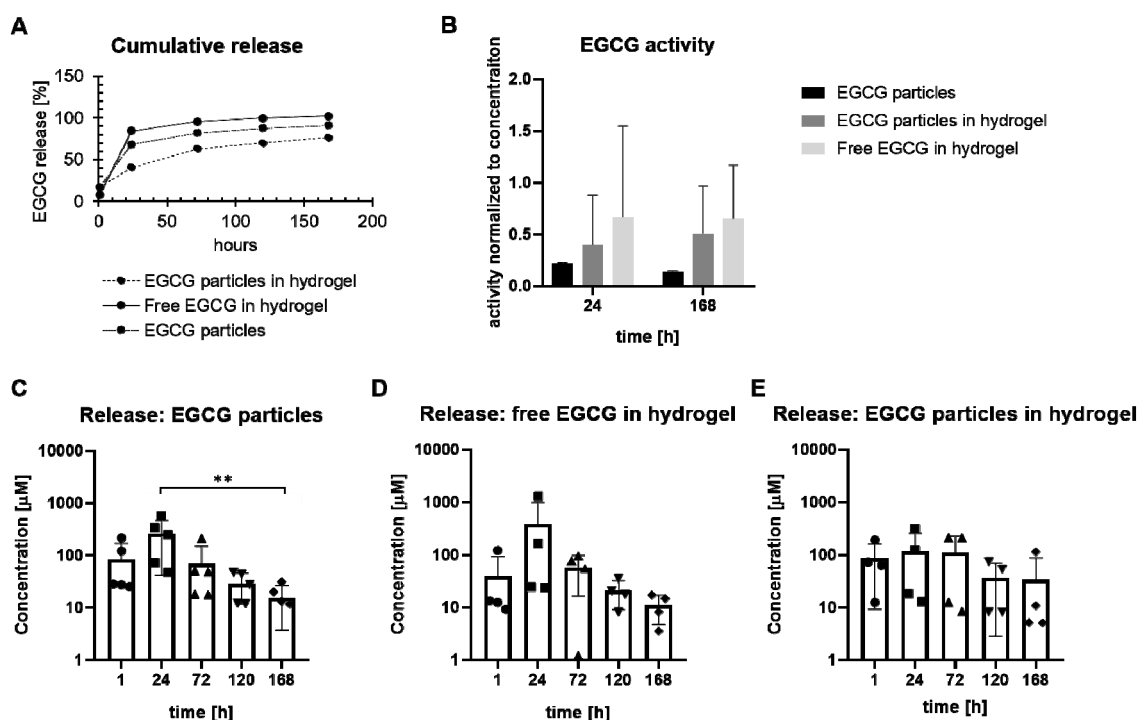 A
Cumulative release
EGCG release [%]
150
100
50
0
0
50
100
150
200
hours
EGCG particles in hydrogel
Free EGCG in hydrogel
EGCG particles
B
EGCG activity
activity normalized to concentraiton
2.0
1.5
1.0
0.5
0.0
24
168
time [h]
EGCG particles
EGCG particles in hydrogel
Free EGCG in hydrogel
C
Release: EGCG particles
Concentration [µM]
10000
1000
100
10
1
**
1
24
72
120
168
time [h]
D
Release: free EGCG in hydrogel
Concentration [µM]
10000
1000
100
10
1
1
24
72
120
168
time [h]
E
Release: EGCG particles in hydrogel
Concentration [µM]
10000
1000
100
10
1
1
24
72
120
168
time [h]